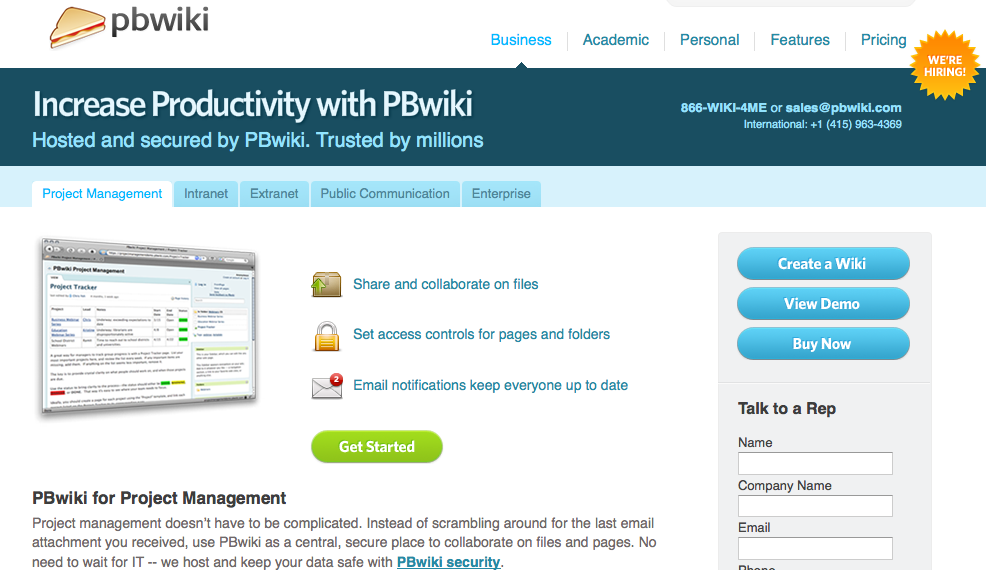 pbwiki
Business
Academic
Personal
Features
Pricing
WE'RE
HIRING!
Increase Productivity with PBwiki
Hosted and secured by PBwiki. Trusted by millions
866-WIKI-4ME or sales@pbwiki.com
International: +1 (415) 963-4369
Project Management
Intranet
Extranet
Public Communication
Enterprise
PBwiki Project Management
Project Tracker
Share and collaborate on files
Set access controls for pages and folders
2
Email notifications keep everyone up to date
Get Started
Create a Wiki
View Demo
Buy Now
Talk to a Rep
Name
Company Name
Email
Phone
PBwiki for Project Management
Project management doesn't have to be complicated. Instead of scrambling around for the last email
attachment you received, use PBwiki as a central, secure place to collaborate on files and pages. No
need to wait for IT -- we host and keep your data safe with PBwiki security.